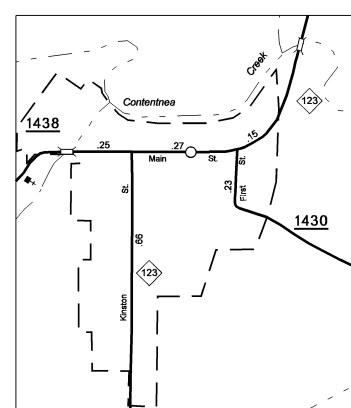 Creek
123
Contentnea
1438
.25
.27
.15
Main
St.
St.
.23
First
St.
1430
.66
123
Kinston